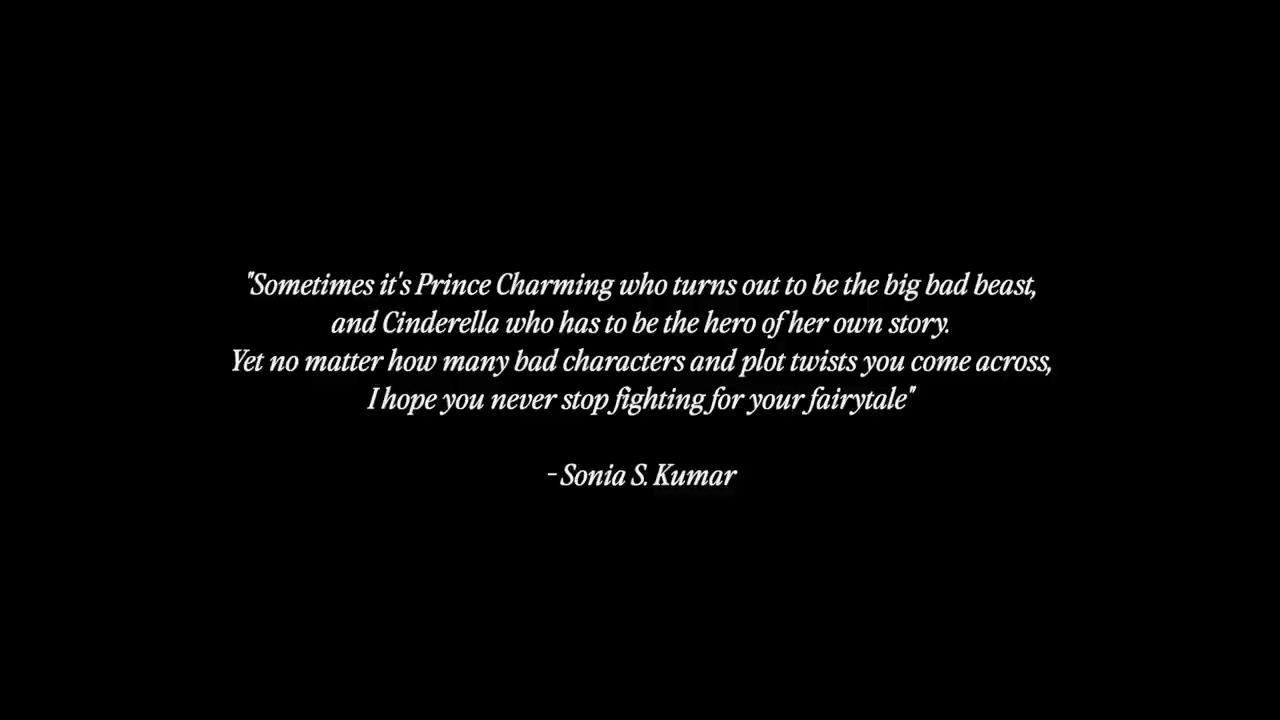 "Sometimes it's Prince Charming who turns out to be the big bad beast,
and Cinderella who has to be the hero of her own story.
Yet no matter how many bad characters and plot twists you come across,
I hope you never stop fighting for your fairytale"
- Sonia S. Kumar